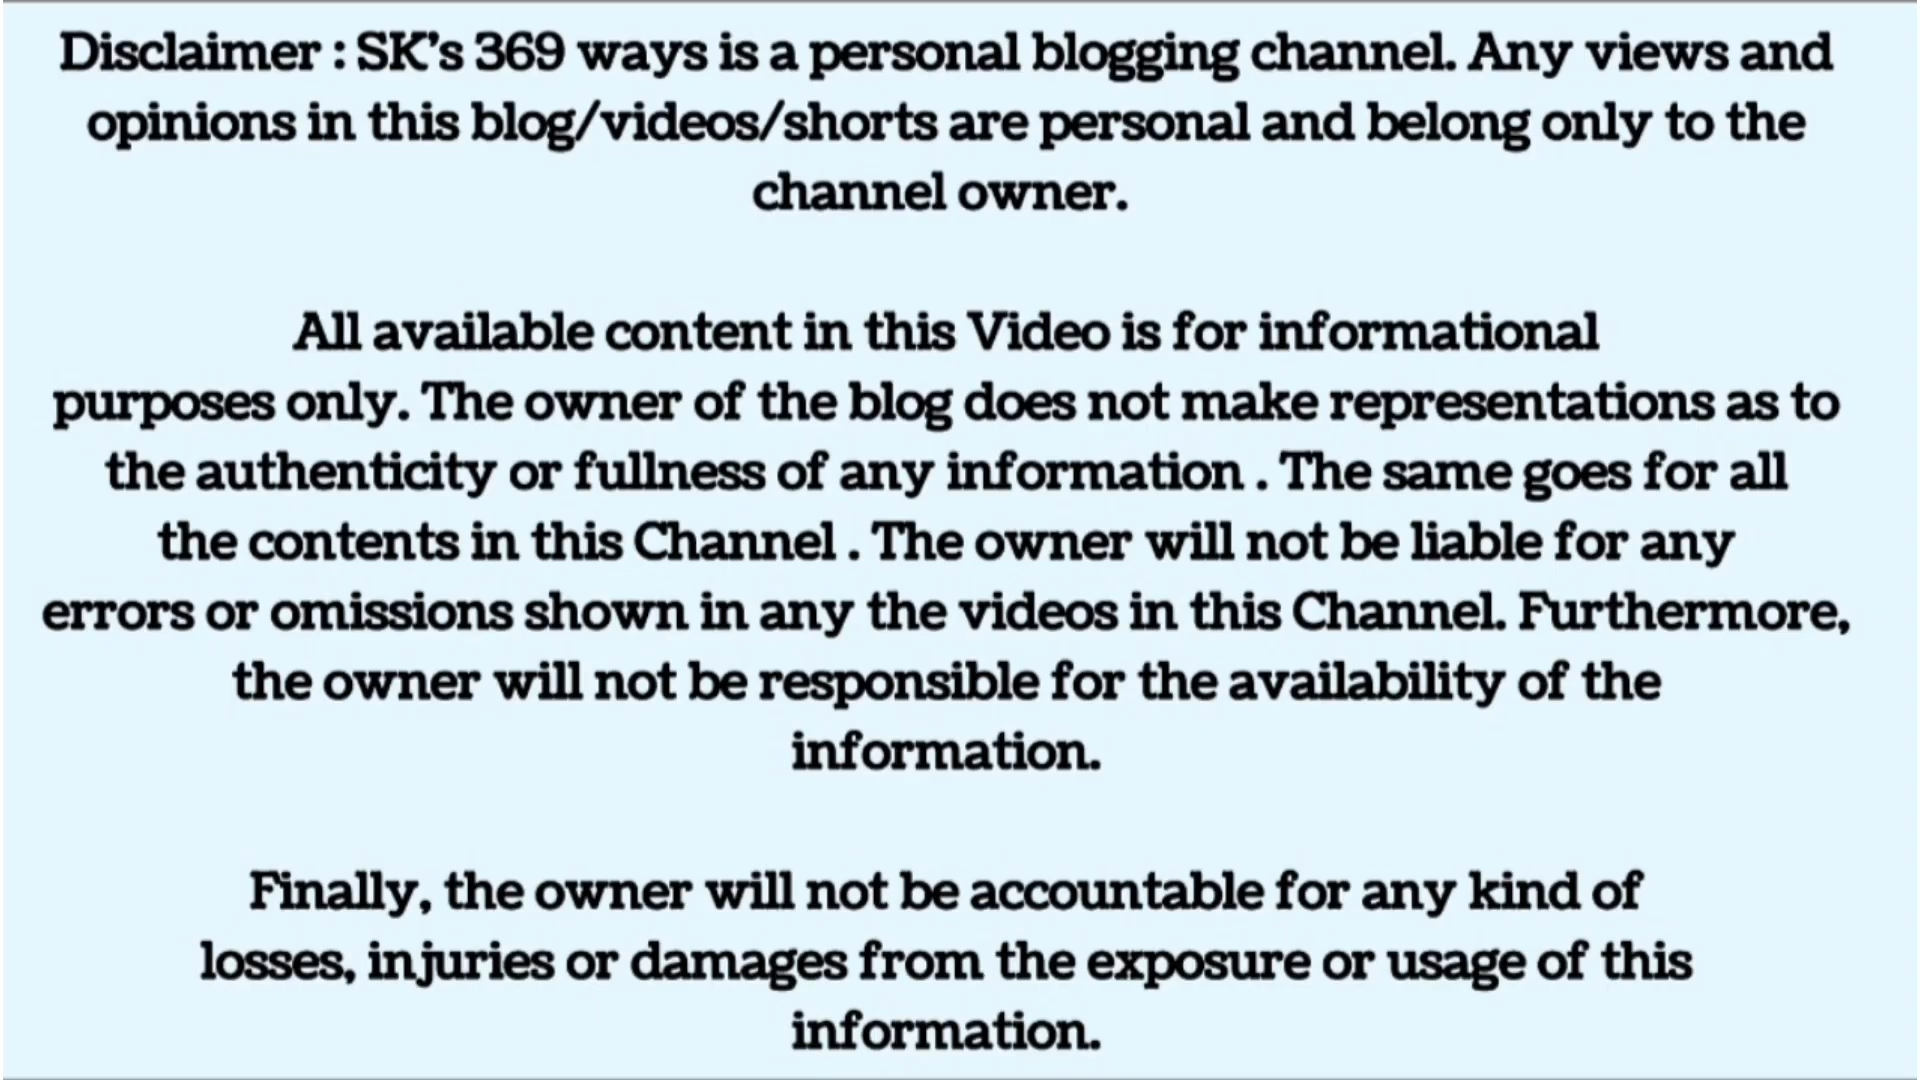 Disclaimer : SK's 369 ways is a personal blogging channel. Any views and
opinions in this blog/videos/shorts are personal and belong only to the
channel owner.
All available content in this Video is for informational
purposes only. The owner of the blog does not make representations as to
the authenticity or fullness of any information . The same goes for all
the contents in this Channel . The owner will not be liable for any
errors or omissions shown in any the videos in this Channel. Furthermore,
the owner will not be responsible for the availability of the
information.
Finally, the owner will not be accountable for any kind of
losses, injuries or damages from the exposure or usage of this
information.